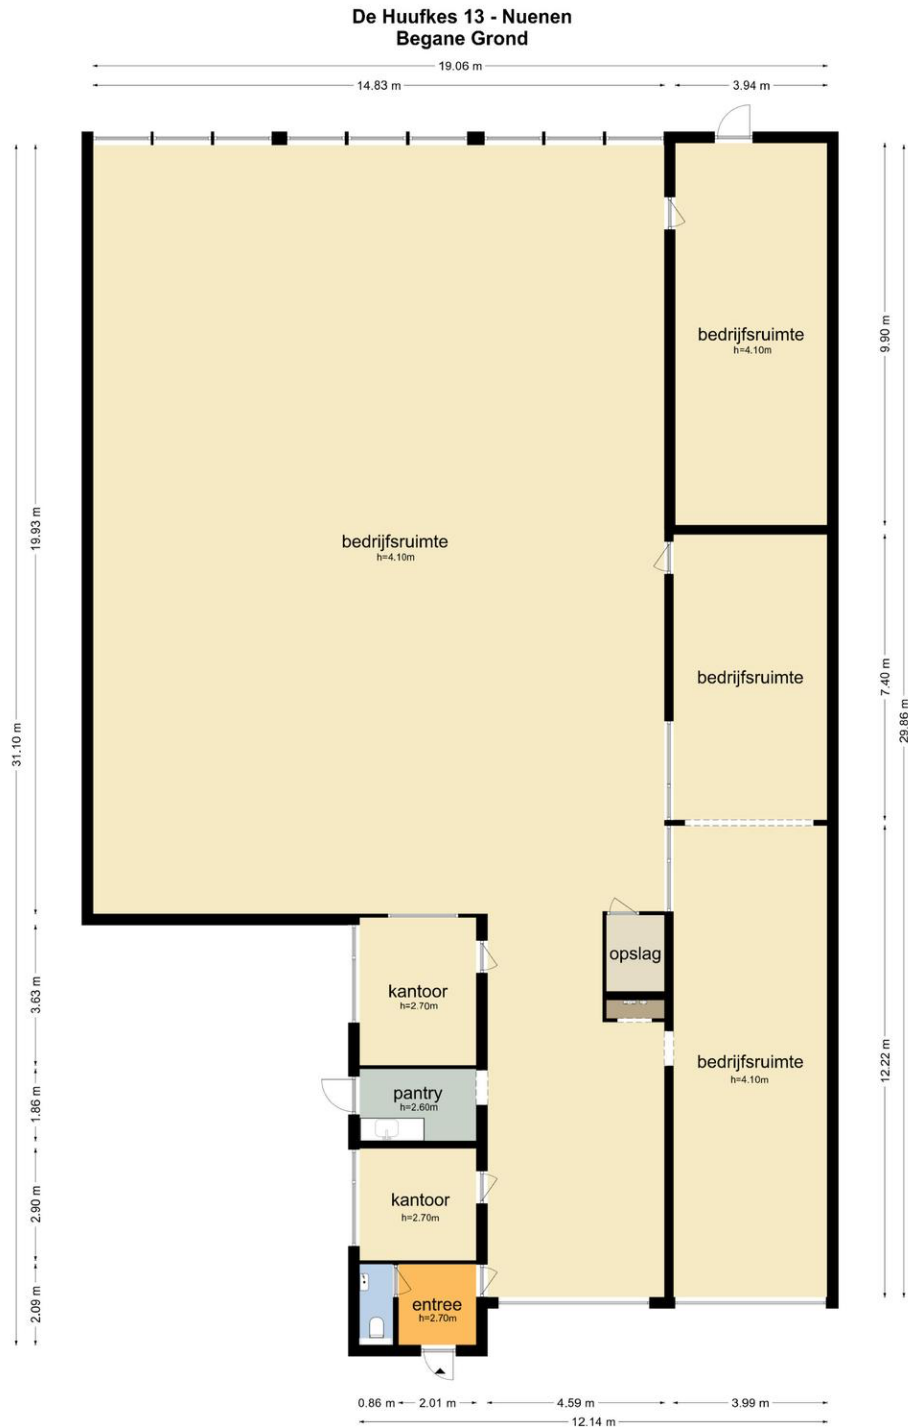 De Huufkes 13 - Nuenen
Begane Grond
19.06 m
14.83 m
3.94 m
bedrijfsruimte
h=4.10m
9.90 m
19.93 m
bedrijfsruimte
h=4.10m
bedrijfsruimte
7.40 m
29.86 m
31.10 m
opslag
kantoor
h=2.70m
3.63 m
bedrijfsruimte
h=4.10m
12.22 m
pantry
h=2.60m
1.86 m
kantoor
h=2.70m
2.90 m
entree
h=2.70m
2.09 m
0.86 m
2.01 m
4.59 m
3.99 m
12.14 m